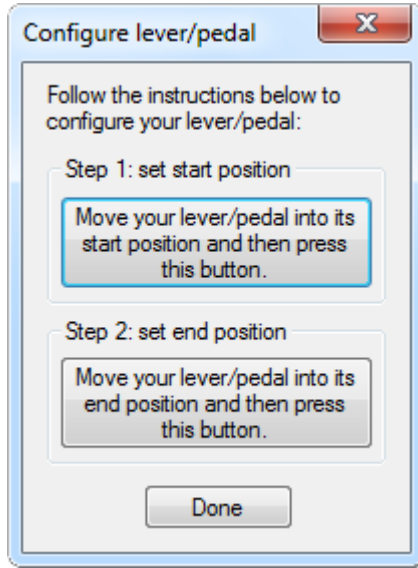 Configure lever/pedal
Follow the instructions below to
configure your lever/pedal:
Step 1: set start position
Move your lever/pedal into its
start position and then press
this button.
Step 2: set end position
Move your lever/pedal into its
end position and then press
this button.
Done